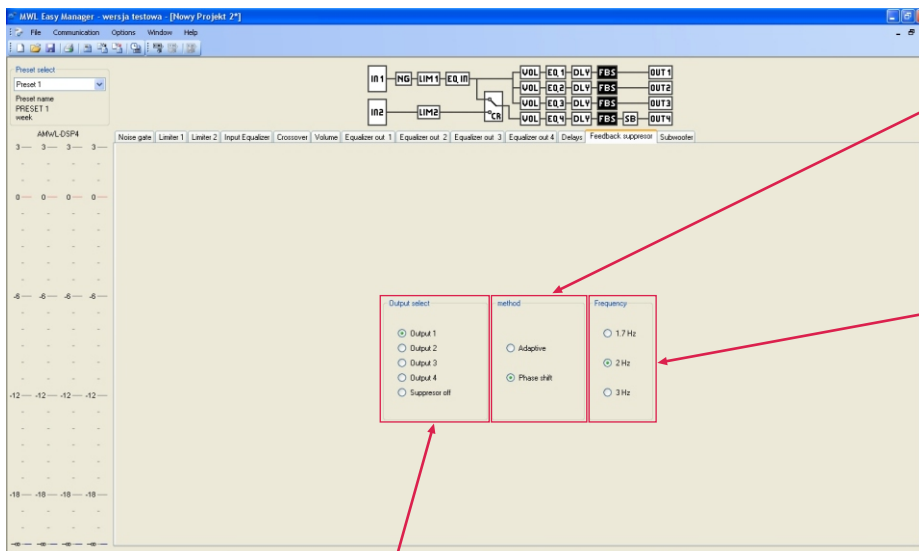 MWL Easy Manager - wersja testowa - [Nowy Projekt 2*]
File Communication Options Window Help
Preset select
Preset 1
Preset name
PRESET 1
week
AMWL-DSP4
IN1 NG LIM1 EQ IN VOL EQ1 DLY FBS OUT1
VOL EQ2 DLY FBS OUT2
VOL EQ3 DLY FBS OUT3
IN2 LIM2 CR VOL EQ4 DLY FBS SB OUT4
Noise gate Limiter 1 Limiter 2 Input Equalizer Crossover Volume Equalizer out 1 Equalizer out 2 Equalizer out 3 Equalizer out 4 Delays Feedback suppresor Subwoofer
3 3 3 3
0 0 0 0
-6 -6 -6 -6
-12 -12 -12 -12
-18 -18 -18 -18
-∞ -∞ -∞ -∞
Output select
Output 1
Output 2
Output 3
Output 4
Suppresor off
method
Adaptive
Phase shift
Frequency
1.7 Hz
2 Hz
3 Hz